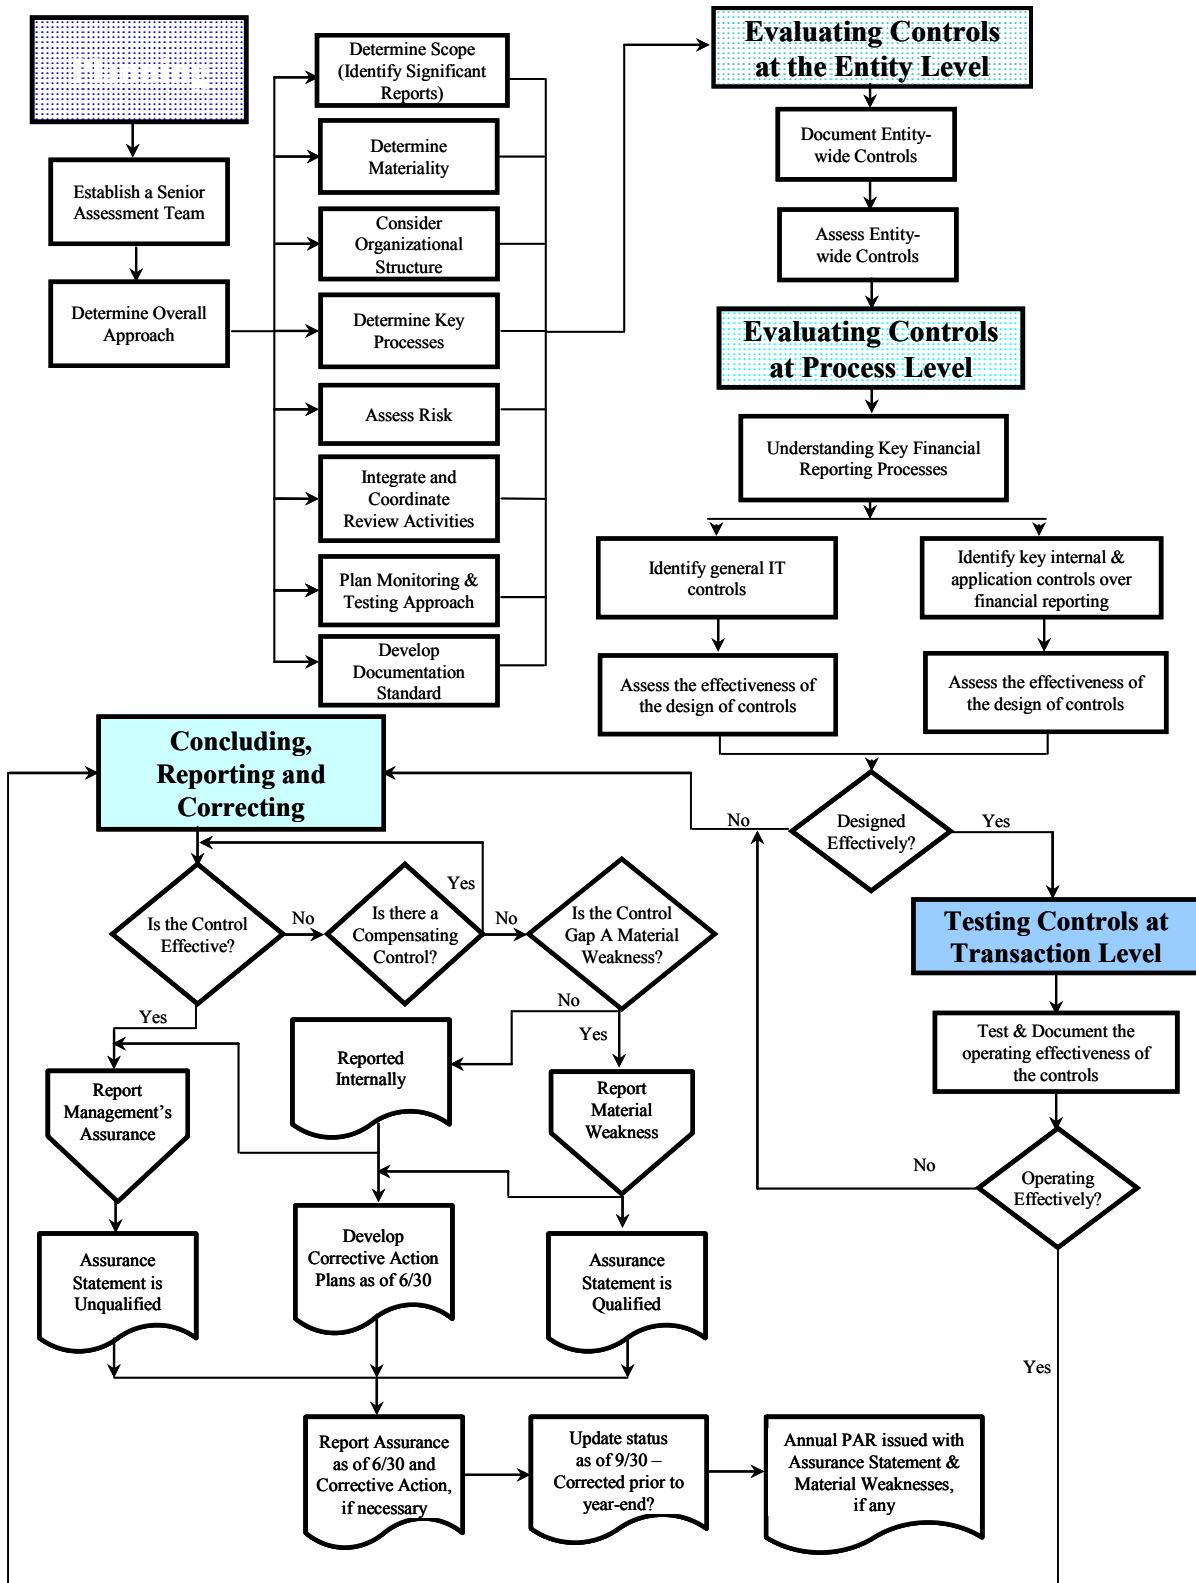 Planning
Establish a Senior
Assessment Team
Determine Overall
Approach
Determine Scope
(Identify Significant
Reports)
Determine
Materiality
Consider
Organizational
Structure
Determine Key
Processes
Assess Risk
Integrate and
Coordinate
Review Activities
Plan Monitoring &
Testing Approach
Develop
Documentation
Standard
Evaluating Controls
at the Entity Level
Document Entity-
wide Controls
Assess Entity-
wide Controls
Evaluating Controls
at Process Level
Understanding Key Financial
Reporting Processes
Identify general IT
controls
Identify key internal &
application controls over
financial reporting
Assess the effectiveness of
the design of controls
Assess the effectiveness of
the design of controls
Designed
Effectively?
No
Yes
Testing Controls at
Transaction Level
Test & Document the
operating effectiveness of
the controls
Operating
Effectively?
No
Yes
Concluding,
Reporting and
Correcting
Is the Control
Effective?
No
Is there a
Compensating
Control?
Yes
No
Is the Control
Gap A Material
Weakness?
Yes
No
Yes
Report
Management's
Assurance
Reported
Internally
Report
Material
Weakness
Assurance
Statement is
Unqualified
Develop
Corrective Action
Plans as of 6/30
Assurance
Statement is
Qualified
Report Assurance
as of 6/30 and
Corrective Action,
if necessary
Update status
as of 9/30 –
Corrected prior to
year-end?
Annual PAR issued with
Assurance Statement &
Material Weaknesses,
if any